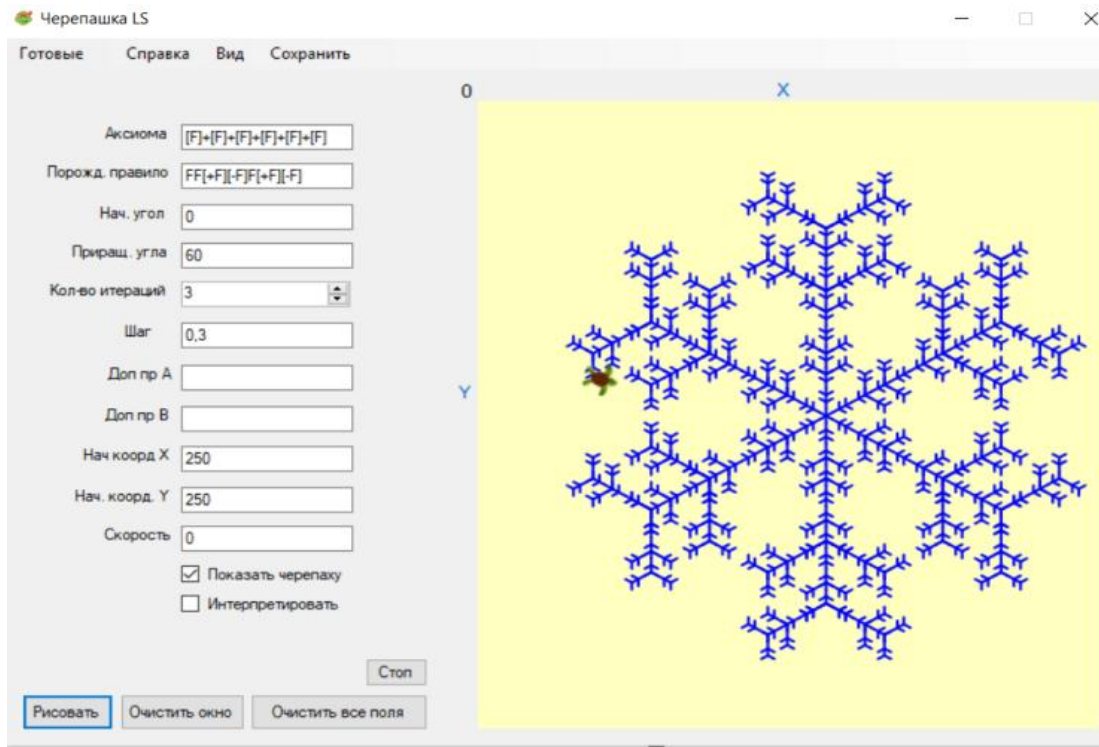 Черепашка LS
Готовые Справка Вид Сохранить
0 X
Аксиома [F]+[F]+[F]+[F]+[F]+[F]
Порожд. правило FF[+F][-F]F[+F][-F]
Нач. угол 0
Приращ. угла 60
Кол-во итераций 3
Шаг 0,3
Доп пр А
Y
Доп пр В
Нач коорд X 250
Нач. коорд. Y 250
Скорость 0
Показать черепаху
Интерпретировать
Стоп
Рисовать Очистить окно Очистить все поля